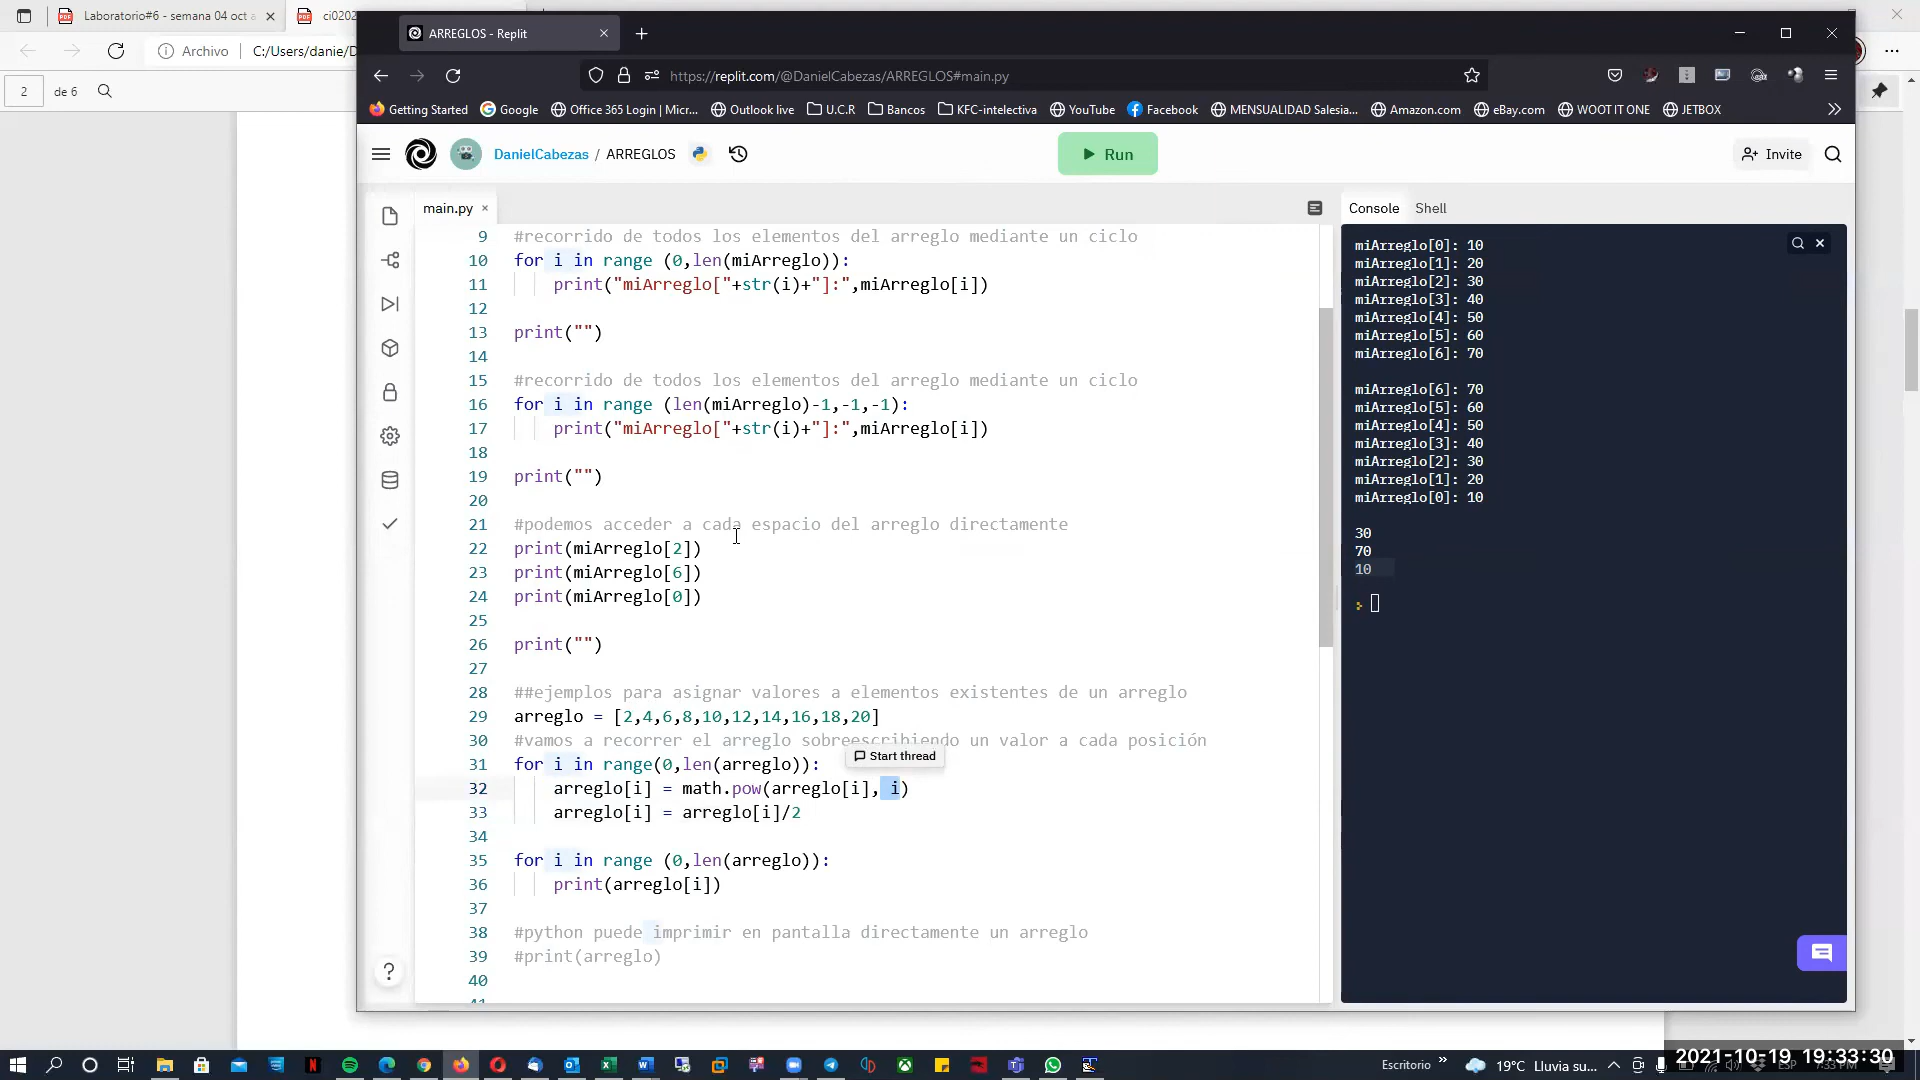 Laboratorio#6 - semana 04 oct a
ci0202
ARREGLOS - Replit
Archivo
C:/Users/danie/D
https://replit.com/@DanielCabezas/ARREGLOS#main.py
2
de 6
Getting Started
Google
Office 365 Login | Micr...
Outlook live
U.C.R
Bancos
KFC-intelectiva
YouTube
Facebook
MENSUALIDAD Salesia...
Amazon.com
eBay.com
WOOT IT ONE
JETBOX
DanielCabezas / ARREGLOS
Run
Invite
main.py
Console
Shell
9 #recorrido de todos los elementos del arreglo mediante un ciclo
10 for i in range (0,len(miArreglo)):
11 print("miArreglo["+str(i)+"]:",miArreglo[i])
12
13 print("")
14
15 #recorrido de todos los elementos del arreglo mediante un ciclo
16 for i in range (len(miArreglo)-1,-1,-1):
17 print("miArreglo["+str(i)+"]:",miArreglo[i])
18
19 print("")
20
21 #podemos acceder a cada espacio del arreglo directamente
22 print(miArreglo[2])
23 print(miArreglo[6])
24 print(miArreglo[0])
25
26 print("")
27
28 ##ejemplos para asignar valores a elementos existentes de un arreglo
29 arreglo = [2,4,6,8,10,12,14,16,18,20]
30 #vamos a recorrer el arreglo sobreescribiendo un valor a cada posición
Start thread
31 for i in range(0,len(arreglo)):
32 arreglo[i] = math.pow(arreglo[i], i)
33 arreglo[i] = arreglo[i]/2
34
35 for i in range (0,len(arreglo)):
36 print(arreglo[i])
37
38 #python puede imprimir en pantalla directamente un arreglo
39 #print(arreglo)
40
41
miArreglo[0]: 10
miArreglo[1]: 20
miArreglo[2]: 30
miArreglo[3]: 40
miArreglo[4]: 50
miArreglo[5]: 60
miArreglo[6]: 70
miArreglo[6]: 70
miArreglo[5]: 60
miArreglo[4]: 50
miArreglo[3]: 40
miArreglo[2]: 30
miArreglo[1]: 20
miArreglo[0]: 10
30
70
10
?
Escritorio
19°C Lluvia su...
2021-10-19 19:33:30